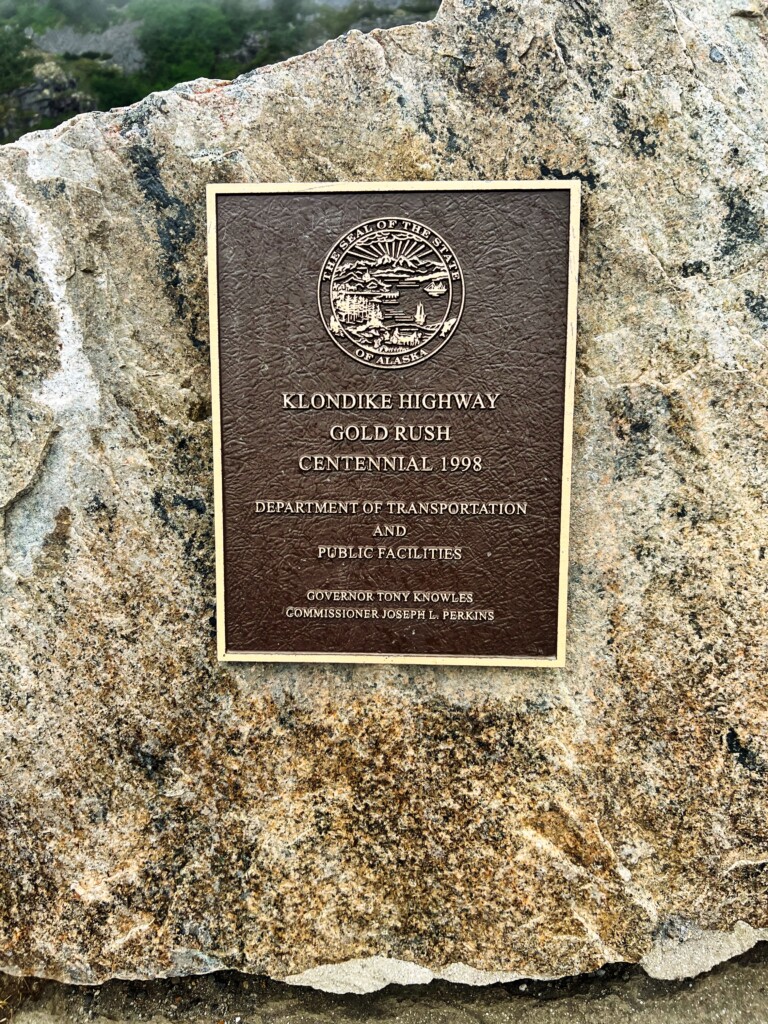 THE SEAL OF THE STATE
OF ALASKA
KLONDIKE HIGHWAY
GOLD RUSH
CENTENNIAL 1998
DEPARTMENT OF TRANSPORTATION
AND
PUBLIC FACILITIES
GOVERNOR TONY KNOWLES
COMMISSIONER JOSEPH L. PERKINS